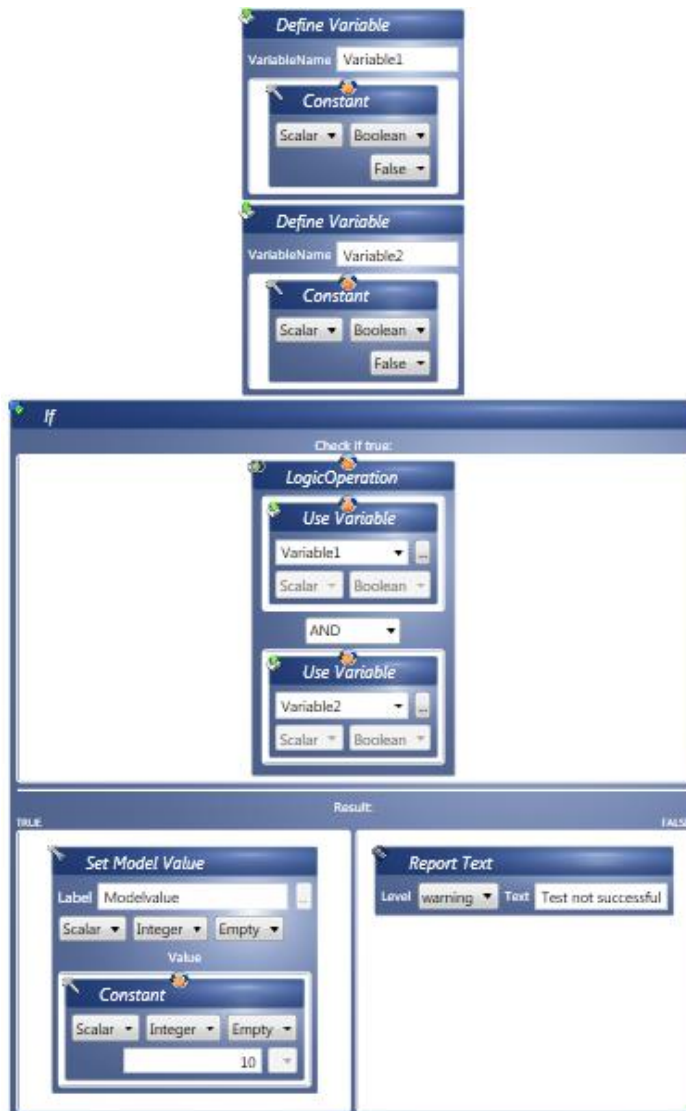 Define Variable
VariableName Variable1
Constant
Scalar Boolean
False
Define Variable
VariableName Variable2
Constant
Scalar Boolean
False
If
Check if true:
LogicOperation
Use Variable
Variable1 ...
Scalar Boolean
AND
Use Variable
Variable2 ...
Scalar Boolean
Result:
TRUE FALSE
Set Model Value Report Text
Label Modelvalue ... Level warning Text Test not successful
Scalar Integer Empty
Value
Constant
Scalar Integer Empty
10